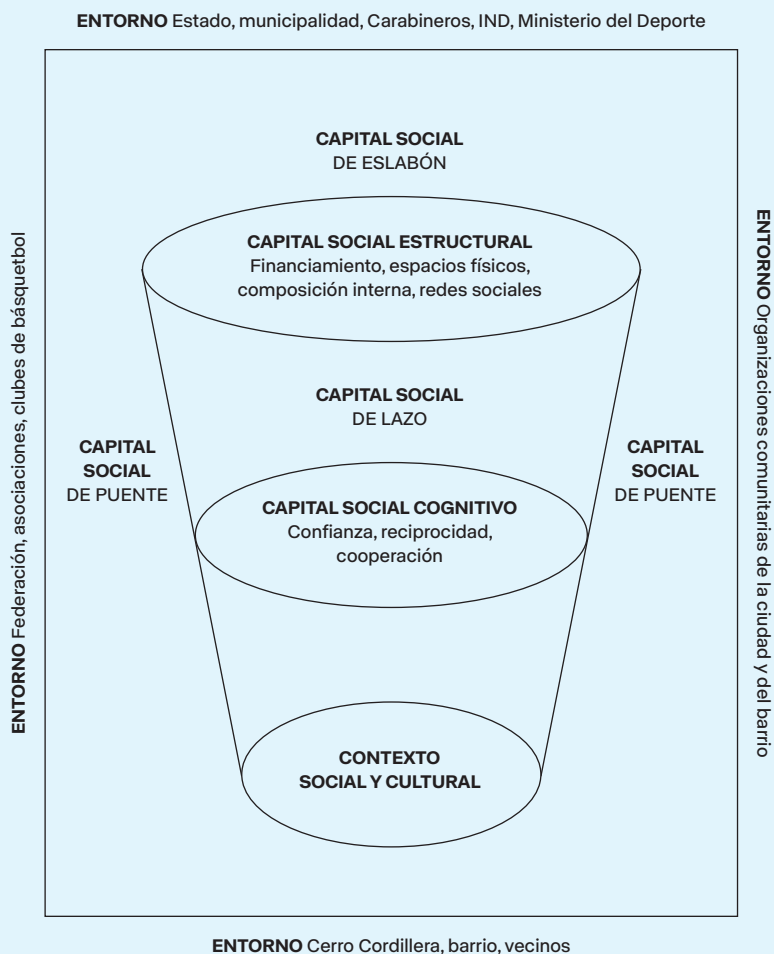 ENTORNO Estado, municipalidad, Carabineros, IND, Ministerio del Deporte
CAPITAL SOCIAL
DE ESLABÓN
CAPITAL SOCIAL ESTRUCTURAL
Financiamiento, espacios físicos,
composición interna, redes sociales
ENTORNO Federación, asociaciones, clubes de básquetbol
ENTORNO Organizaciones comunitarias de la ciudad y del barrio
CAPITAL SOCIAL
DE LAZO
CAPITAL
SOCIAL
DE PUENTE
CAPITAL
SOCIAL
DE PUENTE
CAPITAL SOCIAL COGNITIVO
Confianza, reciprocidad,
cooperación
CONTEXTO
SOCIAL Y CULTURAL
ENTORNO Cerro Cordillera, barrio, vecinos